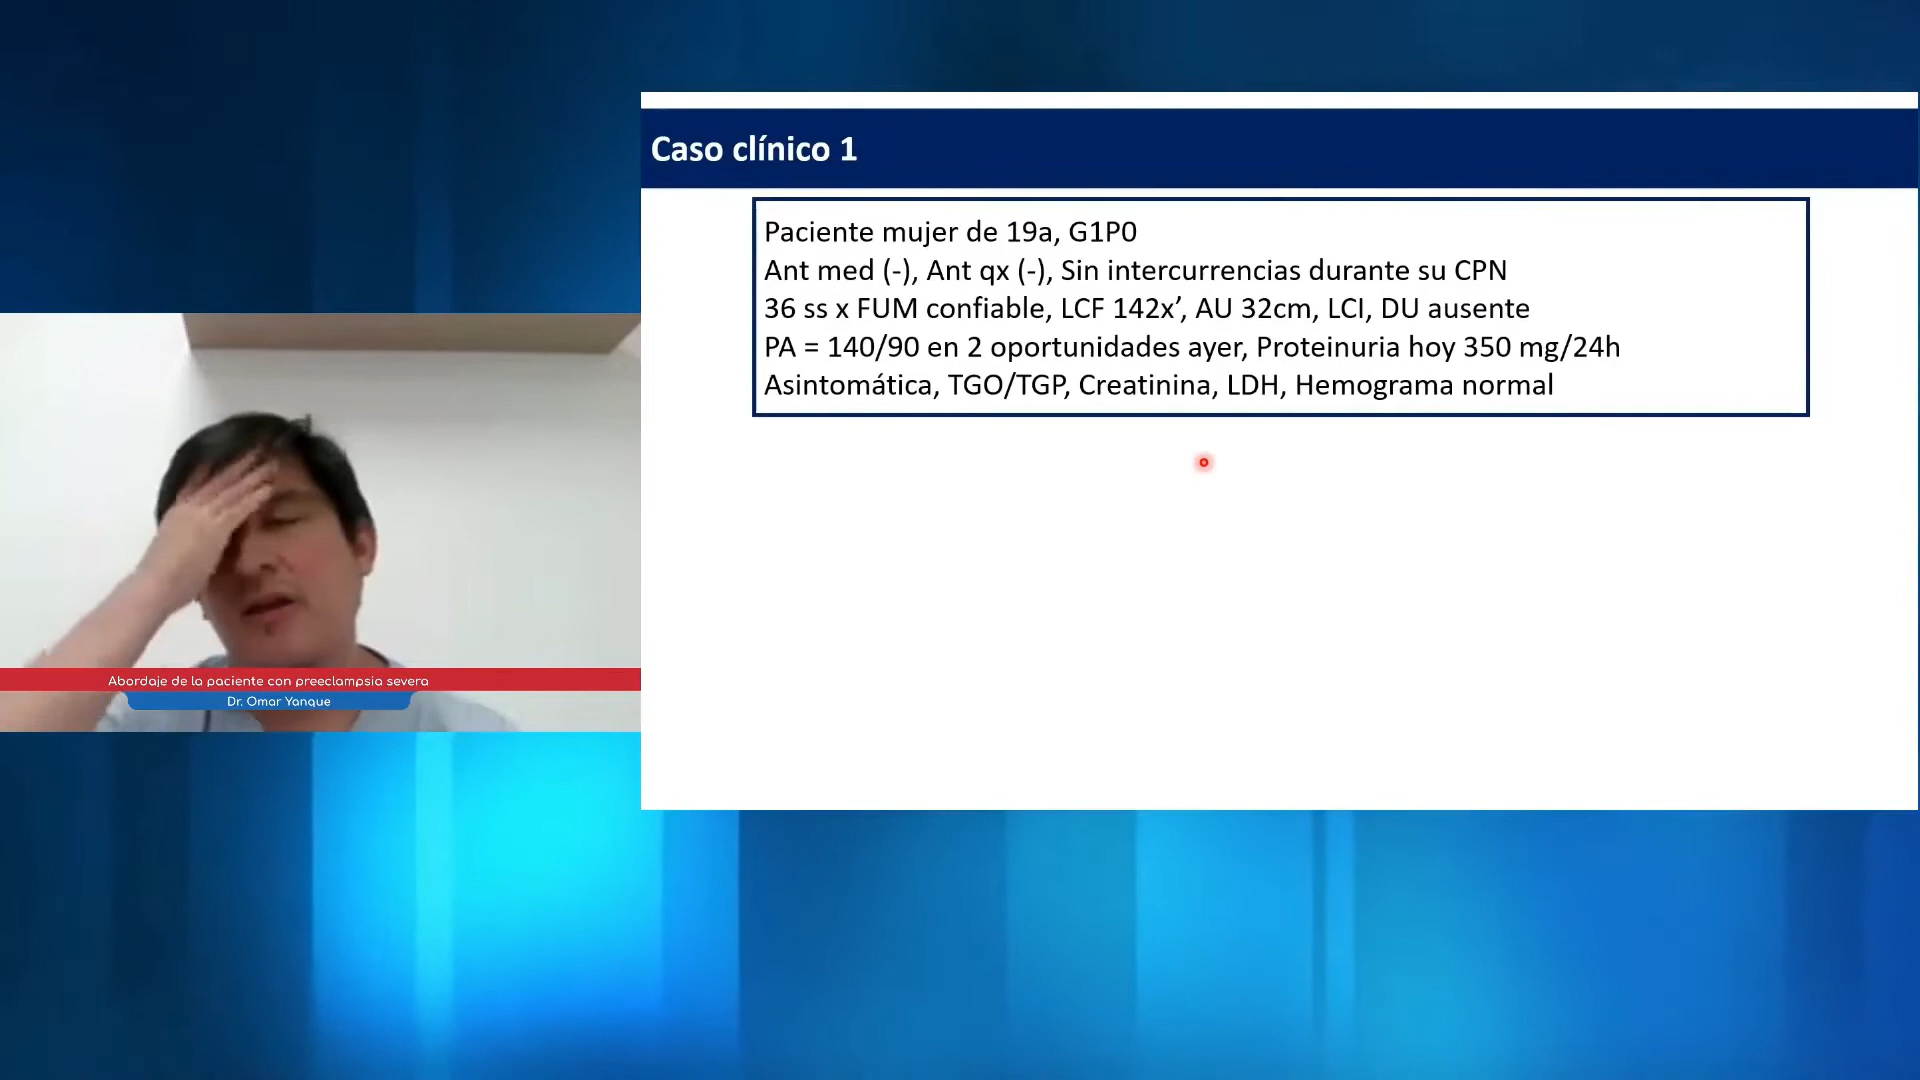 Caso clínico 1
Paciente mujer de 19a, G1P0
Ant med (-), Ant qx (-), Sin intercurrencias durante su CPN
36 ss x FUM confiable, LCF 142x’, AU 32cm, LCI, DU ausente
PA = 140/90 en 2 oportunidades ayer, Proteinuria hoy 350 mg/24h
Asintomática, TGO/TGP, Creatinina, LDH, Hemograma normal
Abordaje de la paciente con preeclampsia severa
Dr. Omar Yanque